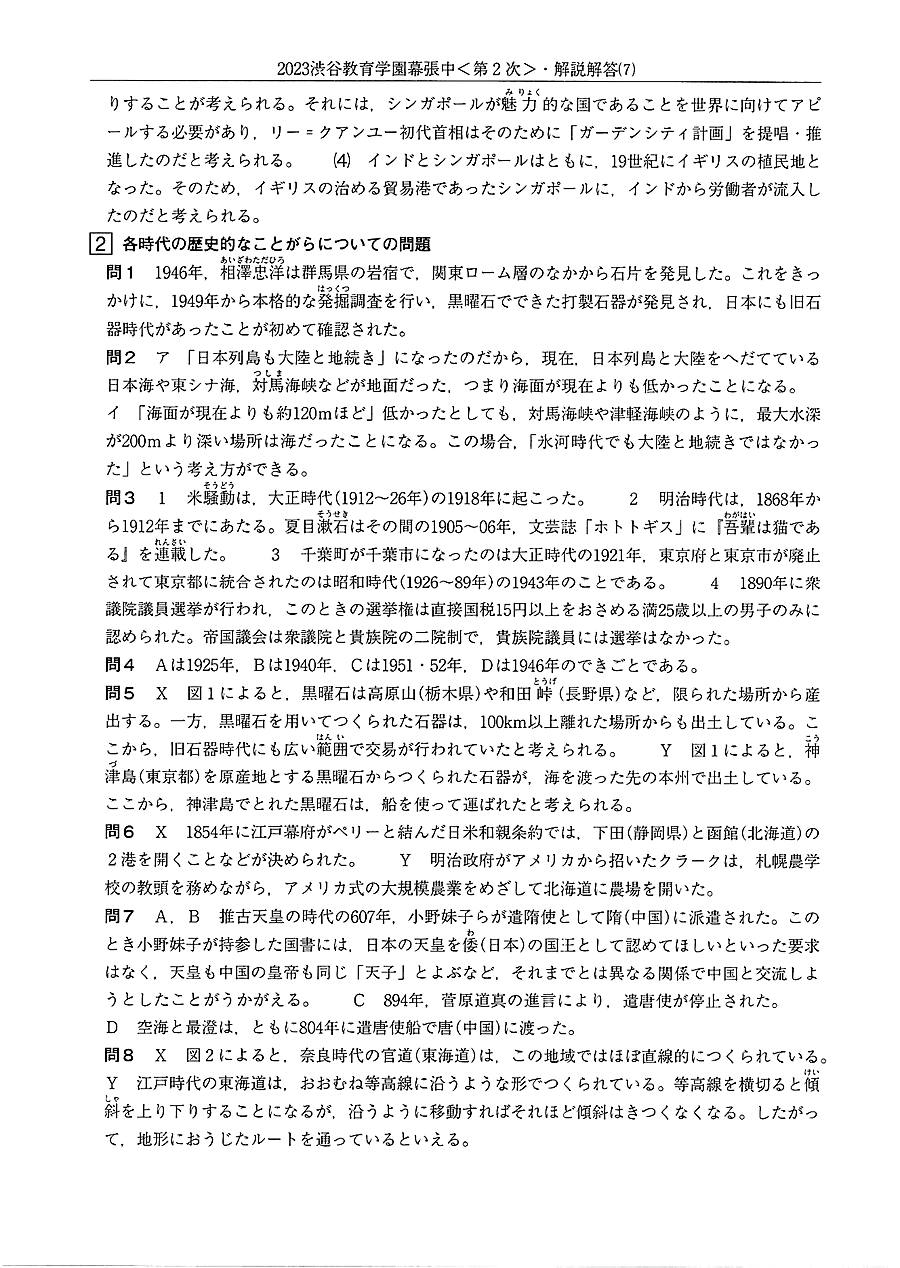 2023渋谷教育学園幕張中＜第2次＞・解説解答(7)
りすることが考えられる。それには，シンガポールが魅力的な国であることを世界に向けてアピ
ールする必要があり，リー＝クアンユー初代首相はそのために「ガーデンシティ計画」を提唱・推
進したのだと考えられる。　(4)　インドとシンガポールはともに，19世紀にイギリスの植民地と
なった。そのため，イギリスの治める貿易港であったシンガポールに，インドから労働者が流入し
たのだと考えられる。
2 各時代の歴史的なことがらについての問題
問1　1946年，相澤忠洋は群馬県の岩宿で，関東ローム層のなかから石片を発見した。これをきっ
かけに，1949年から本格的な発掘調査を行い，黒曜石でできた打製石器が発見され，日本にも旧石
器時代があったことが初めて確認された。
問2　ア　「日本列島も大陸と地続き」になったのだから，現在，日本列島と大陸をへだてている
日本海や東シナ海，対馬海峡などが地面だった，つまり海面が現在よりも低かったことになる。
イ　「海面が現在よりも約120mほど」低かったとしても，対馬海峡や津軽海峡のように，最大水深
が200mより深い場所は海だったことになる。この場合，「氷河時代でも大陸と地続きではなかっ
た」という考え方ができる。
問3　1　米騒動は，大正時代(1912～26年)の1918年に起こった。　2　明治時代は，1868年か
ら1912年までにあたる。夏目漱石はその間の1905～06年，文芸誌「ホトトギス」に『吾輩は猫であ
る』を連載した。　3　千葉町が千葉市になったのは大正時代の1921年，東京府と東京市が廃止
されて東京都に統合されたのは昭和時代(1926～89年)の1943年のことである。　4　1890年に衆
議院議員選挙が行われ，このときの選挙権は直接国税15円以上をおさめる満25歳以上の男子のみに
認められた。帝国議会は衆議院と貴族院の二院制で，貴族院議員には選挙はなかった。
問4　Aは1925年，Bは1940年，Cは1951・52年，Dは1946年のできごとである。
問5　X　図1によると，黒曜石は高原山(栃木県)や和田峠(長野県)など，限られた場所から産
出する。一方，黒曜石を用いてつくられた石器は，100km以上離れた場所からも出土している。こ
こから，旧石器時代にも広い範囲で交易が行われていたと考えられる。　Y　図1によると，神
津島(東京都)を原産地とする黒曜石からつくられた石器が，海を渡った先の本州で出土している。
ここから，神津島でとれた黒曜石は，船を使って運ばれたと考えられる。
問6　X　1854年に江戸幕府がペリーと結んだ日米和親条約では，下田(静岡県)と函館(北海道)の
2港を開くことなどが決められた。　Y　明治政府がアメリカから招いたクラークは，札幌農学
校の教頭を務めながら，アメリカ式の大規模農業をめざして北海道に農場を開いた。
問7　A，B　推古天皇の時代の607年，小野妹子らが遣隋使として隋(中国)に派遣された。この
とき小野妹子が持参した国書には，日本の天皇を倭(日本)の国王として認めてほしいといった要求
はなく，天皇も中国の皇帝も同じ「天子」とよぶなど，それまでとは異なる関係で中国と交流しよ
うとしたことがうかがえる。　C　894年，菅原道真の進言により，遣唐使が停止された。
D　空海と最澄は，ともに804年に遣唐使船で唐(中国)に渡った。
問8　X　図2によると，奈良時代の官道(東海道)は，この地域ではほぼ直線的につくられている。
Y　江戸時代の東海道は，おおむね等高線に沿うような形でつくられている。等高線を横切ると傾
斜を上り下りすることになるが，沿うように移動すればそれほど傾斜はきつくなくなる。したがっ
て，地形におうじたルートを通っているといえる。